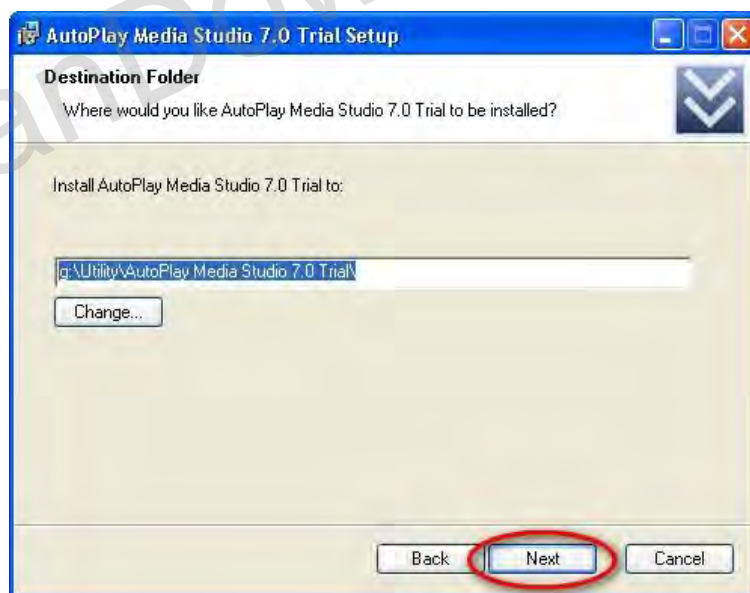 AutoPlay Media Studio 7.0 Trial Setup
Destination Folder
Where would you like AutoPlay Media Studio 7.0 Trial to be installed?
Install AutoPlay Media Studio 7.0 Trial to:
g:\Utility\AutoPlay Media Studio 7.0 Trial\
Change...
Back Next Cancel